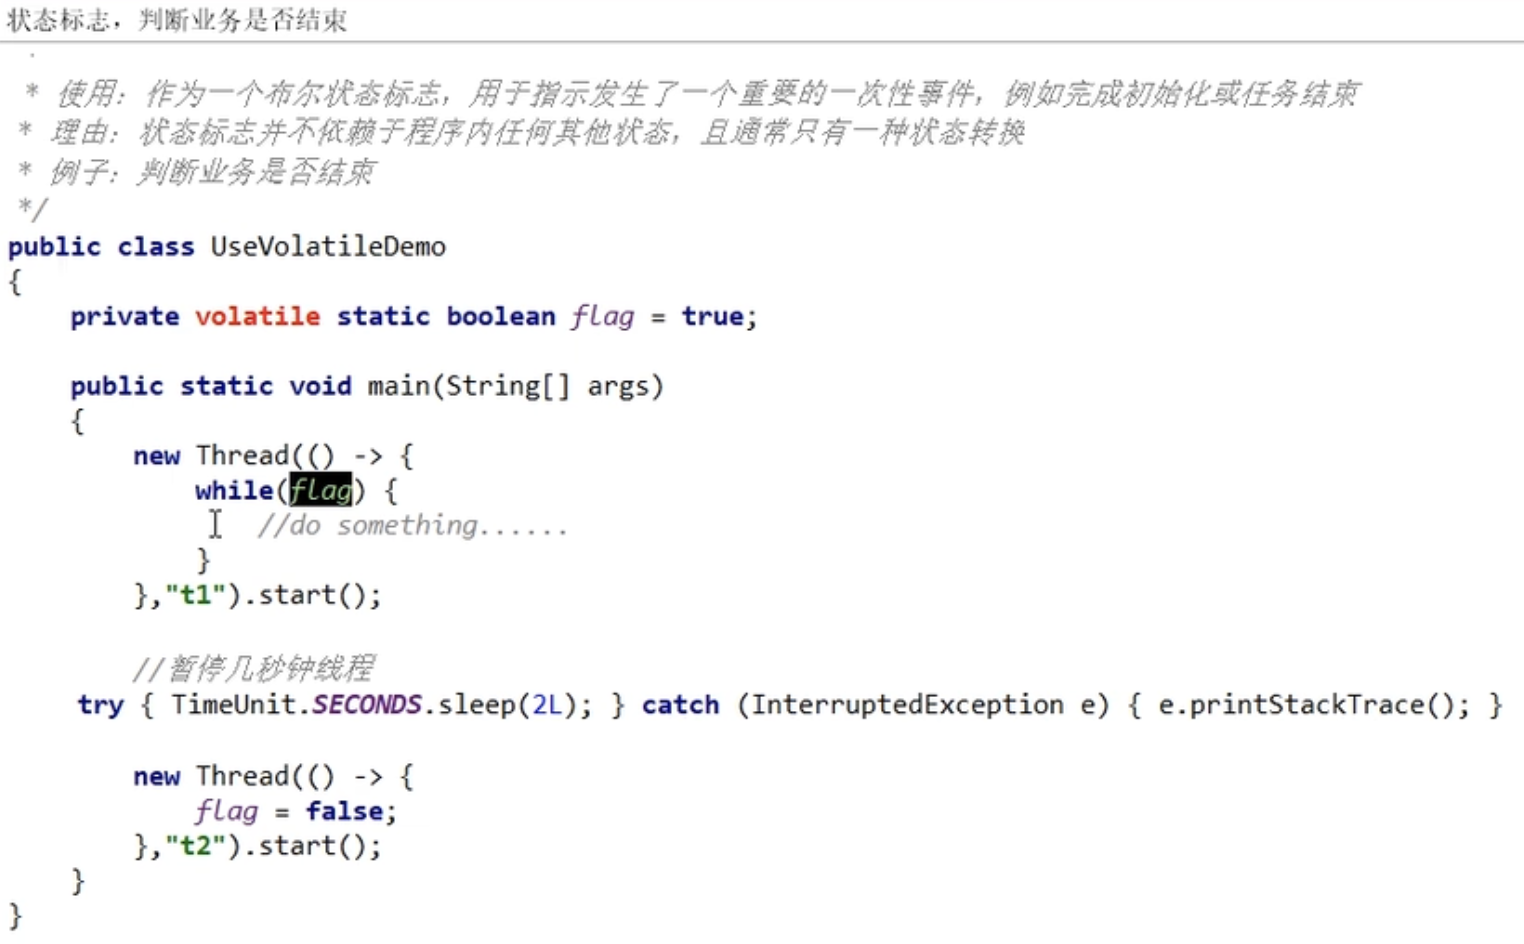 状态标志，判断业务是否结束
* 使用：作为一个布尔状态标志，用于指示发生了一个重要的一次性事件，例如完成初始化或任务结束
* 理由：状态标志并不依赖于程序内任何其他状态，且通常只有一种状态转换
* 例子：判断业务是否结束
*/
public class UseVolatileDemo
{
private volatile static boolean flag = true;
public static void main(String[] args)
{
new Thread(() -> {
while(flag) {
//do something......
}
},"t1").start();
//暂停几秒钟线程
try { TimeUnit.SECONDS.sleep(2L); } catch (InterruptedException e) { e.printStackTrace(); }
new Thread(() -> {
flag = false;
},"t2").start();
}
}